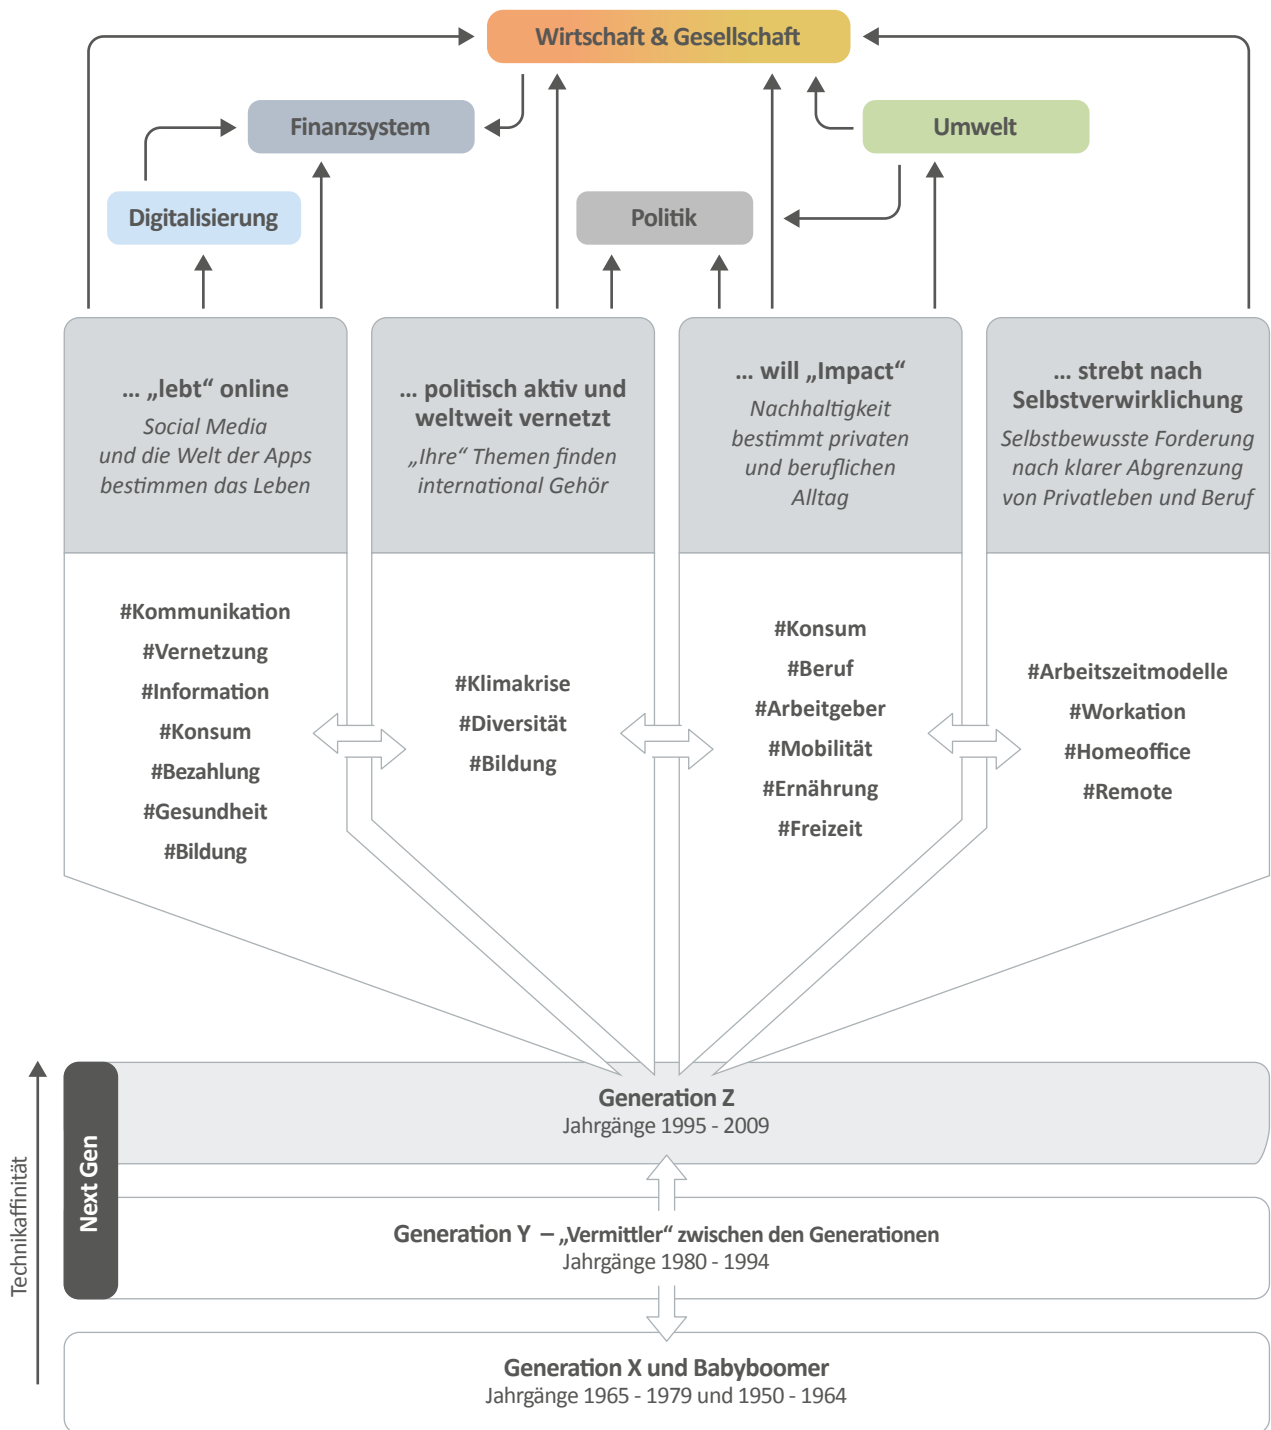 Wirtschaft & Gesellschaft
Finanzsystem
Umwelt
Digitalisierung
Politik
... „lebt“ online
Social Media
und die Welt der Apps
bestimmen das Leben
... politisch aktiv und
weltweit vernetzt
„Ihre“ Themen finden
international Gehör
... will „Impact“
Nachhaltigkeit
bestimmt privaten
und beruflichen
Alltag
... strebt nach
Selbstverwirklichung
Selbstbewusste Forderung
nach klarer Abgrenzung
von Privatleben und Beruf
#Kommunikation
#Vernetzung
#Information
#Konsum
#Bezahlung
#Gesundheit
#Bildung
#Klimakrise
#Diversität
#Bildung
#Konsum
#Beruf
#Arbeitgeber
#Mobilität
#Ernährung
#Freizeit
#Arbeitszeitmodelle
#Workation
#Homeoffice
#Remote
Technikaffinität
Next Gen
Generation Z
Jahrgänge 1995 - 2009
Generation Y – „Vermittler“ zwischen den Generationen
Jahrgänge 1980 - 1994
Generation X und Babyboomer
Jahrgänge 1965 - 1979 und 1950 - 1964